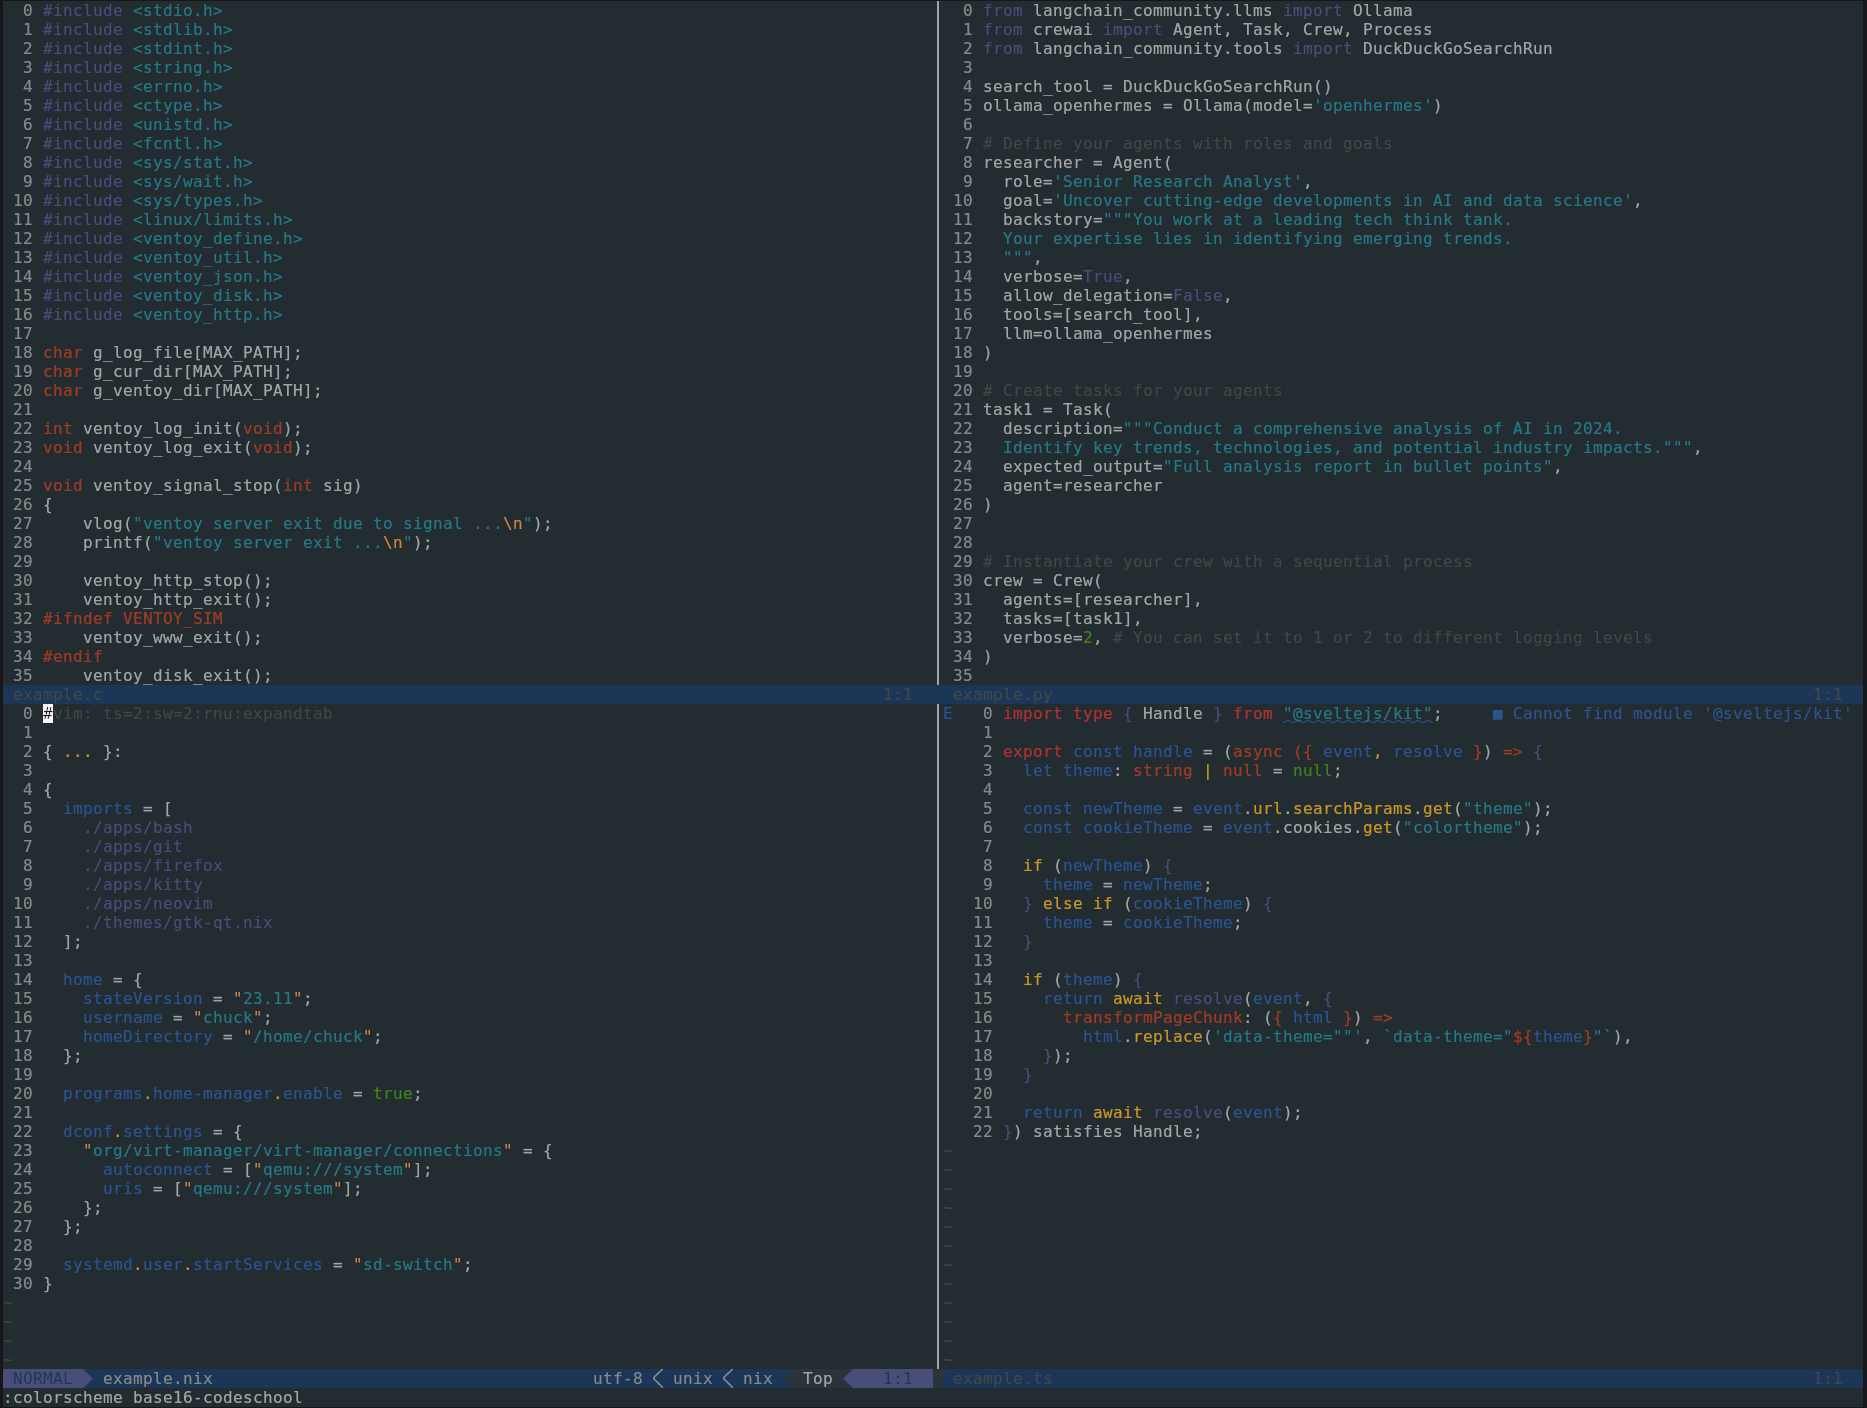 0 #include <stdio.h>
1 #include <stdlib.h>
2 #include <stdint.h>
3 #include <string.h>
4 #include <errno.h>
5 #include <ctype.h>
6 #include <unistd.h>
7 #include <fcntl.h>
8 #include <sys/stat.h>
9 #include <sys/wait.h>
10 #include <sys/types.h>
11 #include <linux/limits.h>
12 #include <ventoy_define.h>
13 #include <ventoy_util.h>
14 #include <ventoy_json.h>
15 #include <ventoy_disk.h>
16 #include <ventoy_http.h>
17
18 char g_log_file[MAX_PATH];
19 char g_cur_dir[MAX_PATH];
20 char g_ventoy_dir[MAX_PATH];
21
22 int ventoy_log_init(void);
23 void ventoy_log_exit(void);
24
25 void ventoy_signal_stop(int sig)
26 {
27     vlog("ventoy server exit due to signal ...\n");
28     printf("ventoy server exit ...\n");
29
30     ventoy_http_stop();
31     ventoy_http_exit();
32 #ifndef VENTOY_SIM
33     ventoy_www_exit();
34 #endif
35     ventoy_disk_exit();
example.c 1:1
0 from langchain_community.llms import Ollama
1 from crewai import Agent, Task, Crew, Process
2 from langchain_community.tools import DuckDuckGoSearchRun
3
4 search_tool = DuckDuckGoSearchRun()
5 ollama_openhermes = Ollama(model='openhermes')
6
7 # Define your agents with roles and goals
8 researcher = Agent(
9   role='Senior Research Analyst',
10   goal='Uncover cutting-edge developments in AI and data science',
11   backstory="""You work at a leading tech think tank.
12   Your expertise lies in identifying emerging trends.
13   """,
14   verbose=True,
15   allow_delegation=False,
16   tools=[search_tool],
17   llm=ollama_openhermes
18 )
19
20 # Create tasks for your agents
21 task1 = Task(
22   description="""Conduct a comprehensive analysis of AI in 2024.
23   Identify key trends, technologies, and potential industry impacts.""",
24   expected_output="Full analysis report in bullet points",
25   agent=researcher
26 )
27
28
29 # Instantiate your crew with a sequential process
30 crew = Crew(
31   agents=[researcher],
32   tasks=[task1],
33   verbose=2, # You can set it to 1 or 2 to different logging levels
34 )
35
example.py 1:1
0 #vim: ts=2:sw=2:rnu:expandtab
1
2 { ... }:
3
4 {
5   imports = [
6     ./apps/bash
7     ./apps/git
8     ./apps/firefox
9     ./apps/kitty
10     ./apps/neovim
11     ./themes/gtk-qt.nix
12   ];
13
14   home = {
15     stateVersion = "23.11";
16     username = "chuck";
17     homeDirectory = "/home/chuck";
18   };
19
20   programs.home-manager.enable = true;
21
22   dconf.settings = {
23     "org/virt-manager/virt-manager/connections" = {
24       autoconnect = ["qemu:///system"];
25       uris = ["qemu:///system"];
26     };
27   };
28
29   systemd.user.startServices = "sd-switch";
30 }
~
~
~
~
NORMAL example.nix utf-8 unix nix Top 1:1
E 0 import type { Handle } from "@sveltejs/kit";     ■ Cannot find module '@sveltejs/kit'
1
2 export const handle = (async ({ event, resolve }) => {
3   let theme: string | null = null;
4
5   const newTheme = event.url.searchParams.get("theme");
6   const cookieTheme = event.cookies.get("colortheme");
7
8   if (newTheme) {
9     theme = newTheme;
10   } else if (cookieTheme) {
11     theme = cookieTheme;
12   }
13
14   if (theme) {
15     return await resolve(event, {
16       transformPageChunk: ({ html }) =>
17         html.replace('data-theme=""', `data-theme="${theme}"`),
18     });
19   }
20
21   return await resolve(event);
22 }) satisfies Handle;
~
~
~
~
~
~
~
~
~
~
~
~
example.ts 1:1
:colorscheme base16-codeschool